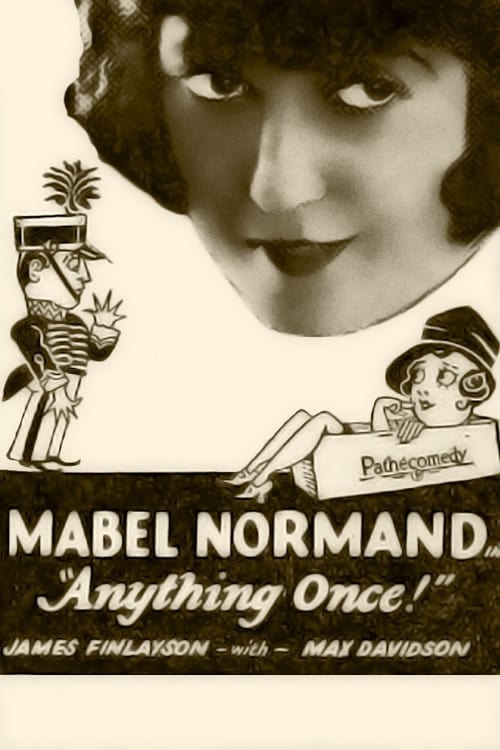 Pathécomedy
MABEL NORMAND in
"Anything Once!"
JAMES FINLAYSON - with - MAX DAVIDSON